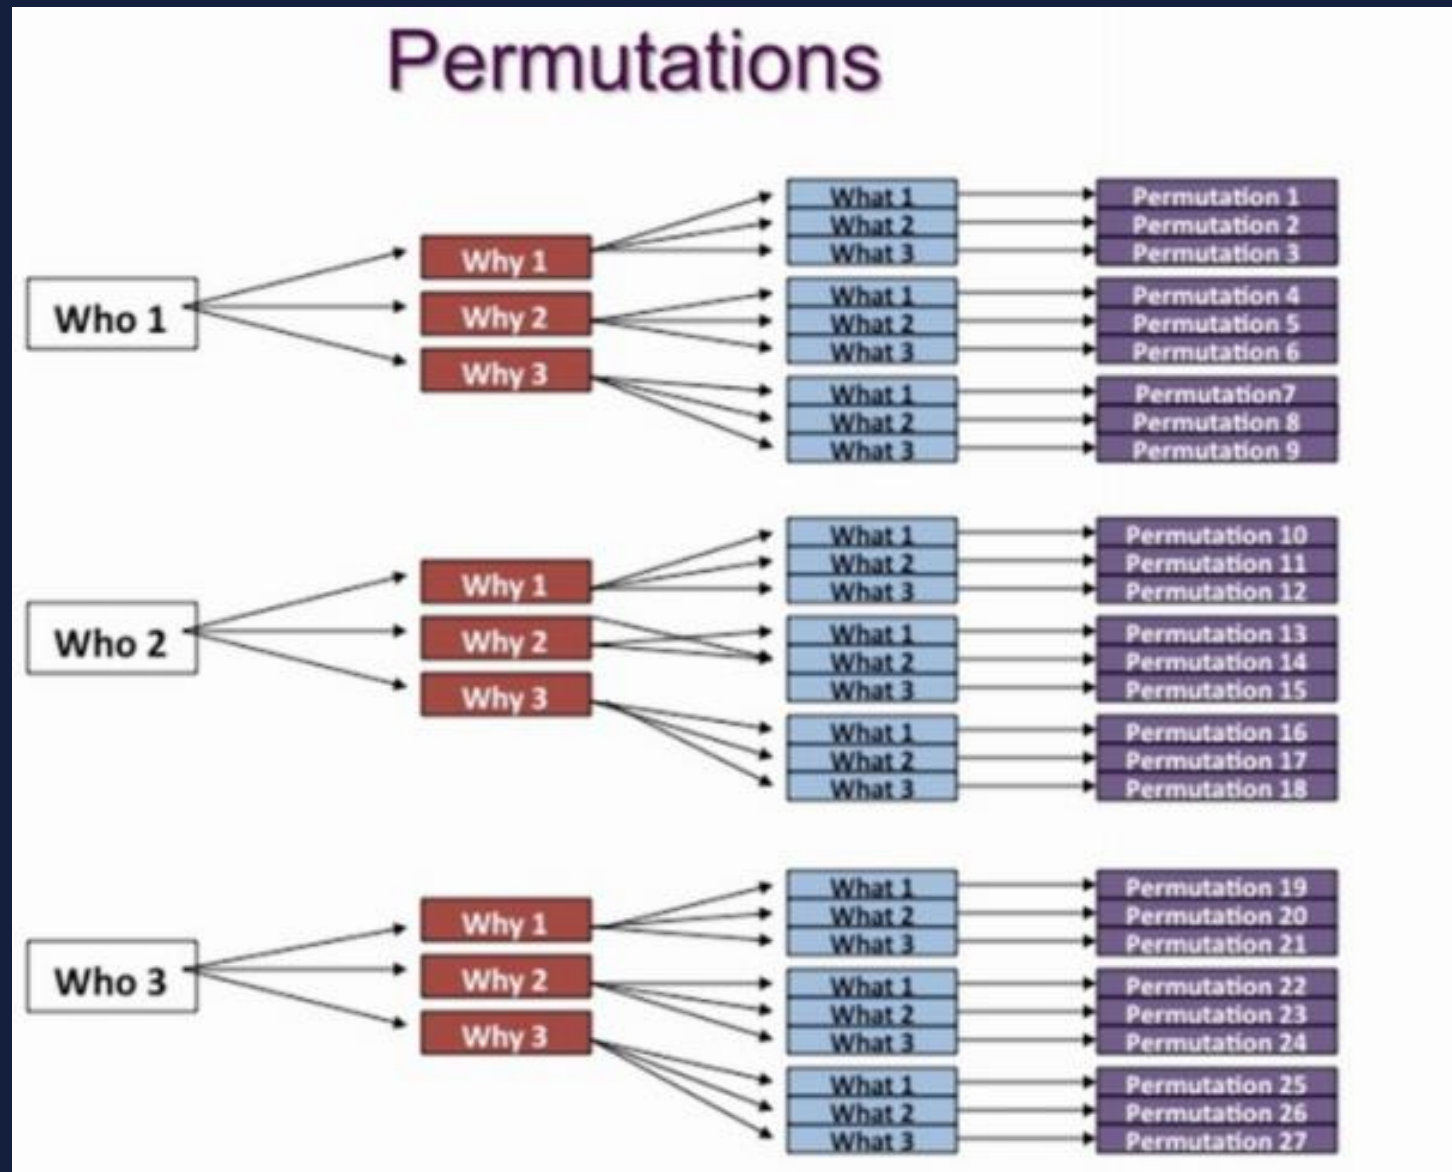 Permutations
Who 1
Why 1
Why 2
Why 3
What 1
What 2
What 3
What 1
What 2
What 3
What 1
What 2
What 3
Permutation 1
Permutation 2
Permutation 3
Permutation 4
Permutation 5
Permutation 6
Permutation7
Permutation 8
Permutation 9
Who 2
Why 1
Why 2
Why 3
What 1
What 2
What 3
What 1
What 2
What 3
What 1
What 2
What 3
Permutation 10
Permutation 11
Permutation 12
Permutation 13
Permutation 14
Permutation 15
Permutation 16
Permutation 17
Permutation 18
Who 3
Why 1
Why 2
Why 3
What 1
What 2
What 3
What 1
What 2
What 3
What 1
What 2
What 3
Permutation 19
Permutation 20
Permutation 21
Permutation 22
Permutation 23
Permutation 24
Permutation 25
Permutation 26
Permutation 27